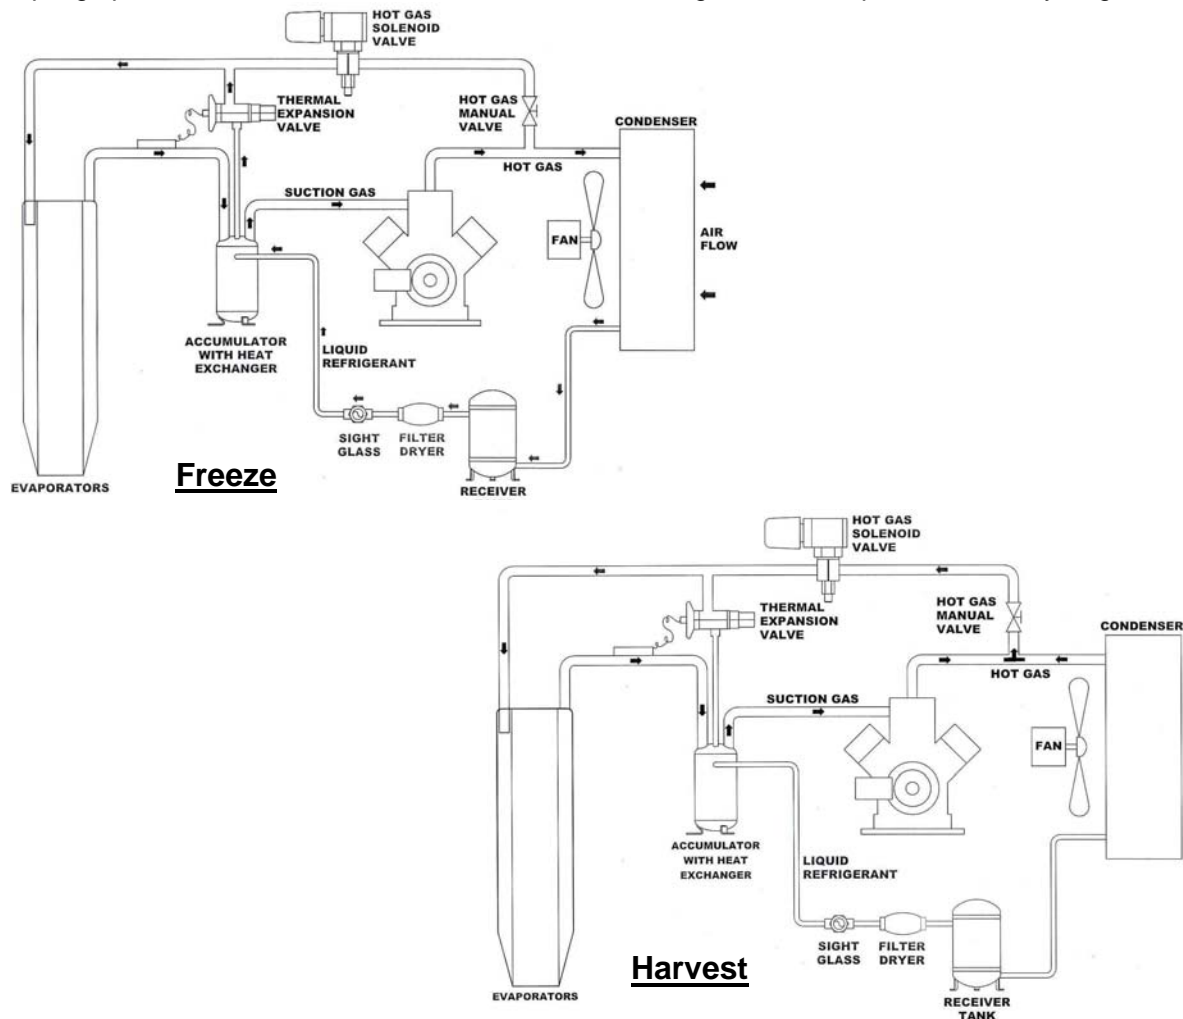 HOT GAS
SOLENOID
VALVE
THERMAL
EXPANSION
VALVE
HOT GAS
MANUAL
VALVE
CONDENSER
HOT GAS
SUCTION GAS
FAN
AIR
FLOW
ACCUMULATOR
WITH HEAT
EXCHANGER
LIQUID
REFRIGERANT
SIGHT
GLASS
FILTER
DRYER
RECEIVER
EVAPORATORS
Freeze
HOT GAS
SOLENOID
VALVE
THERMAL
EXPANSION
VALVE
HOT GAS
MANUAL
VALVE
CONDENSER
HOT GAS
SUCTION GAS
FAN
ACCUMULATOR
WITH HEAT
EXCHANGER
LIQUID
REFRIGERANT
SIGHT
GLASS
FILTER
DRYER
RECEIVER
TANK
EVAPORATORS
Harvest